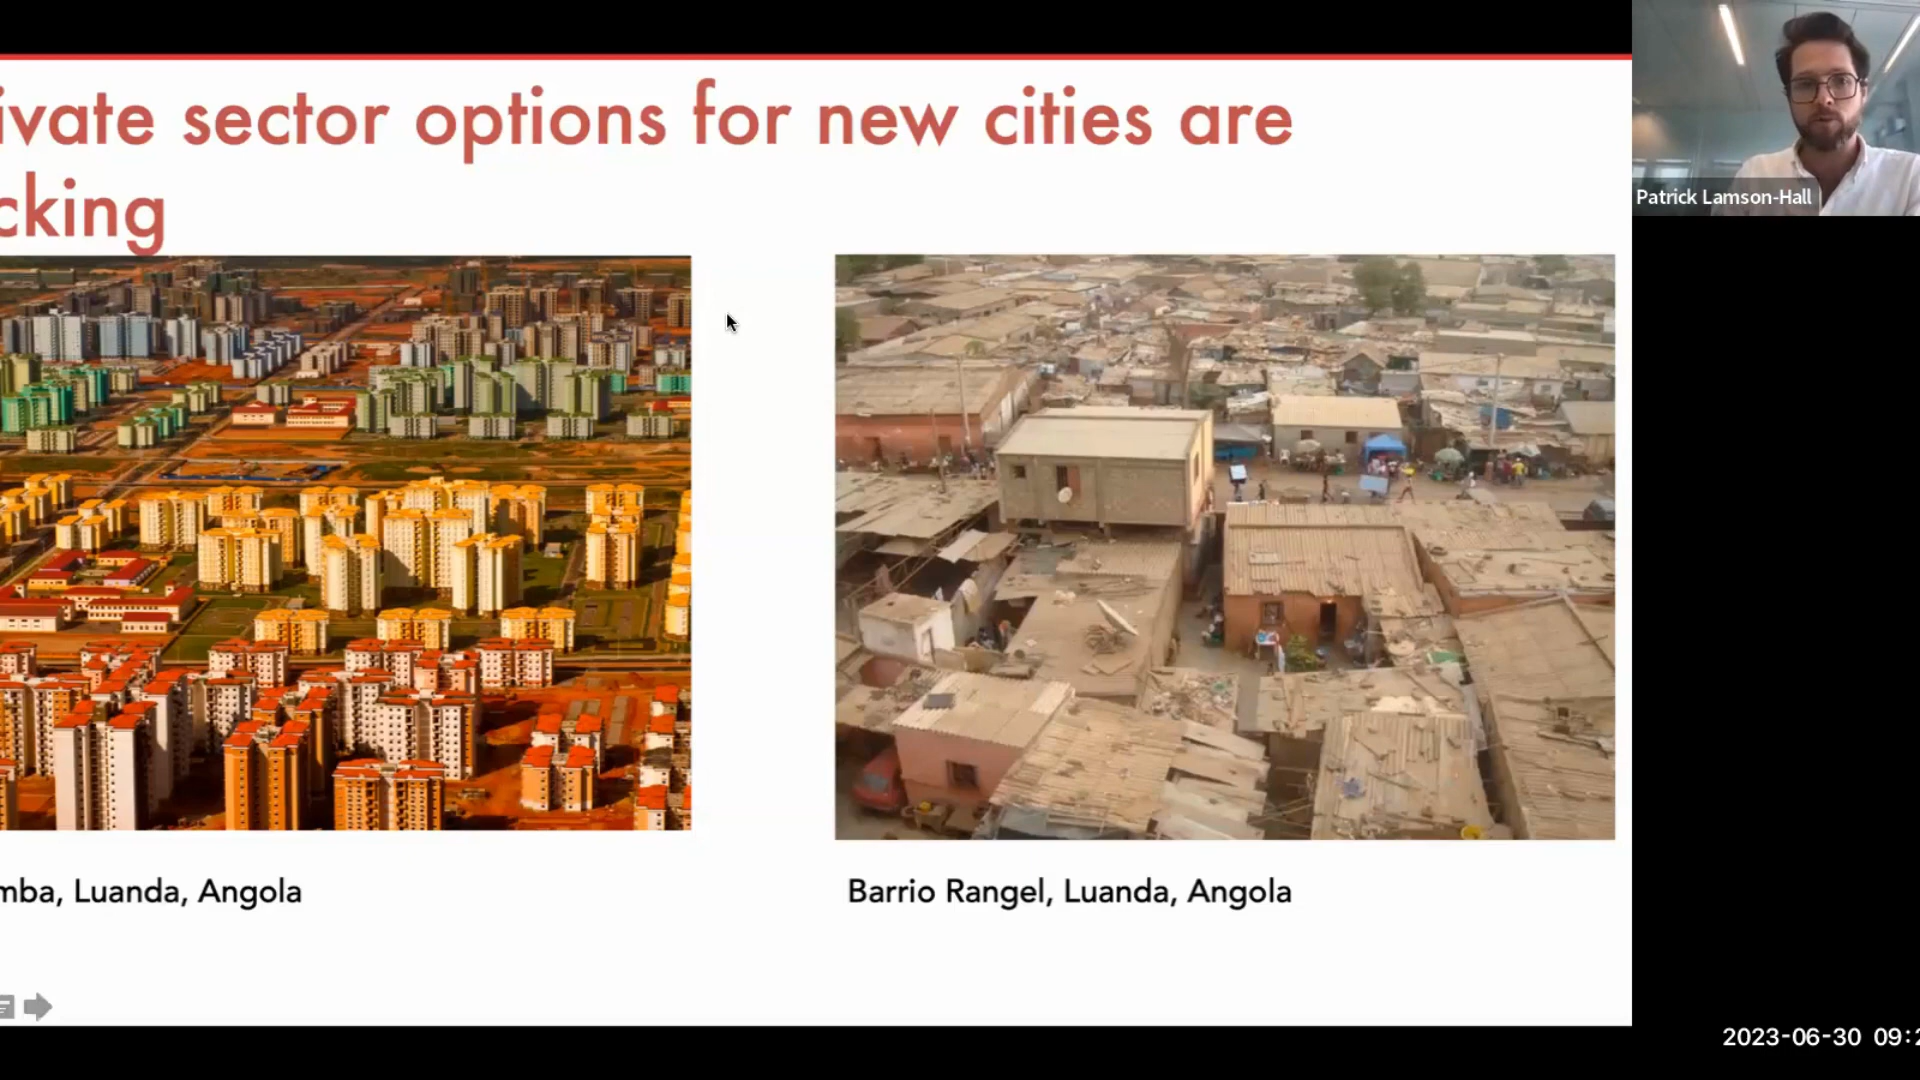 ivate sector options for new cities are
cking
Patrick Lamson-Hall
mba, Luanda, Angola
Barrio Rangel, Luanda, Angola
2023-06-30 09:2